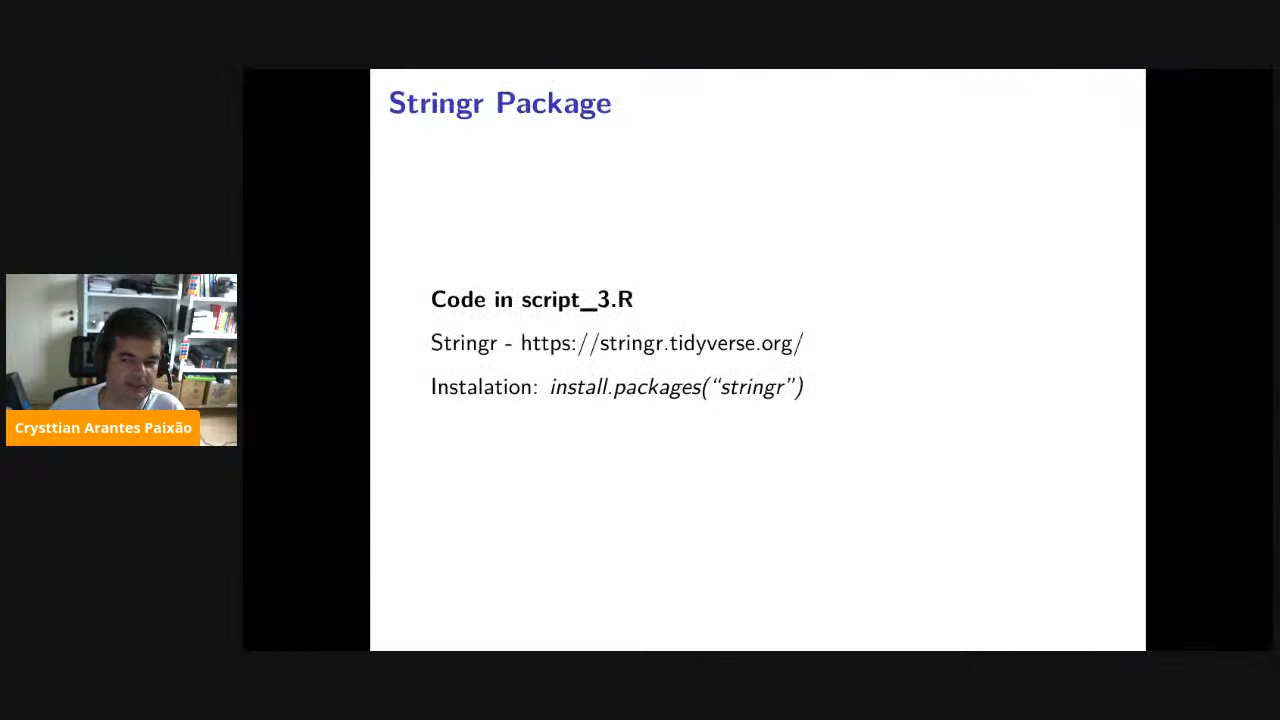 Stringr Package
Code in script_3.R
Stringr - https://stringr.tidyverse.org/
Instalation: install.packages(“stringr”)
Crysttian Arantes Paixão